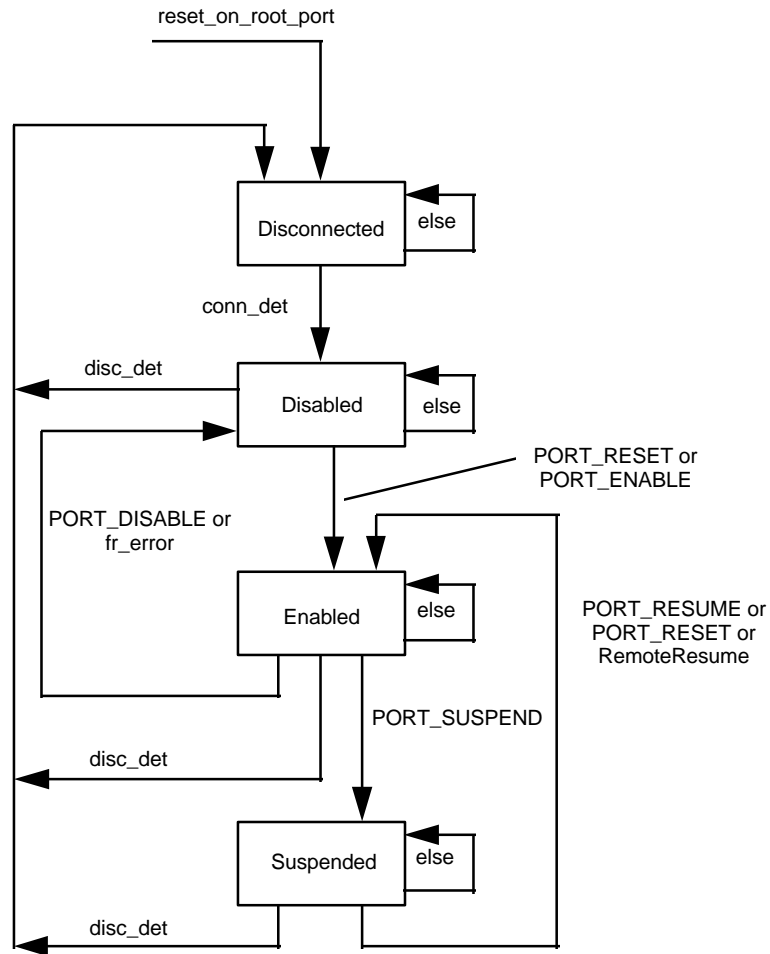 reset_on_root_port
Disconnected
else
conn_det
disc_det
Disabled
else
PORT_RESET or
PORT_ENABLE
PORT_DISABLE or
fr_error
Enabled
else
PORT_RESUME or
PORT_RESET or
RemoteResume
PORT_SUSPEND
disc_det
Suspended
else
disc_det